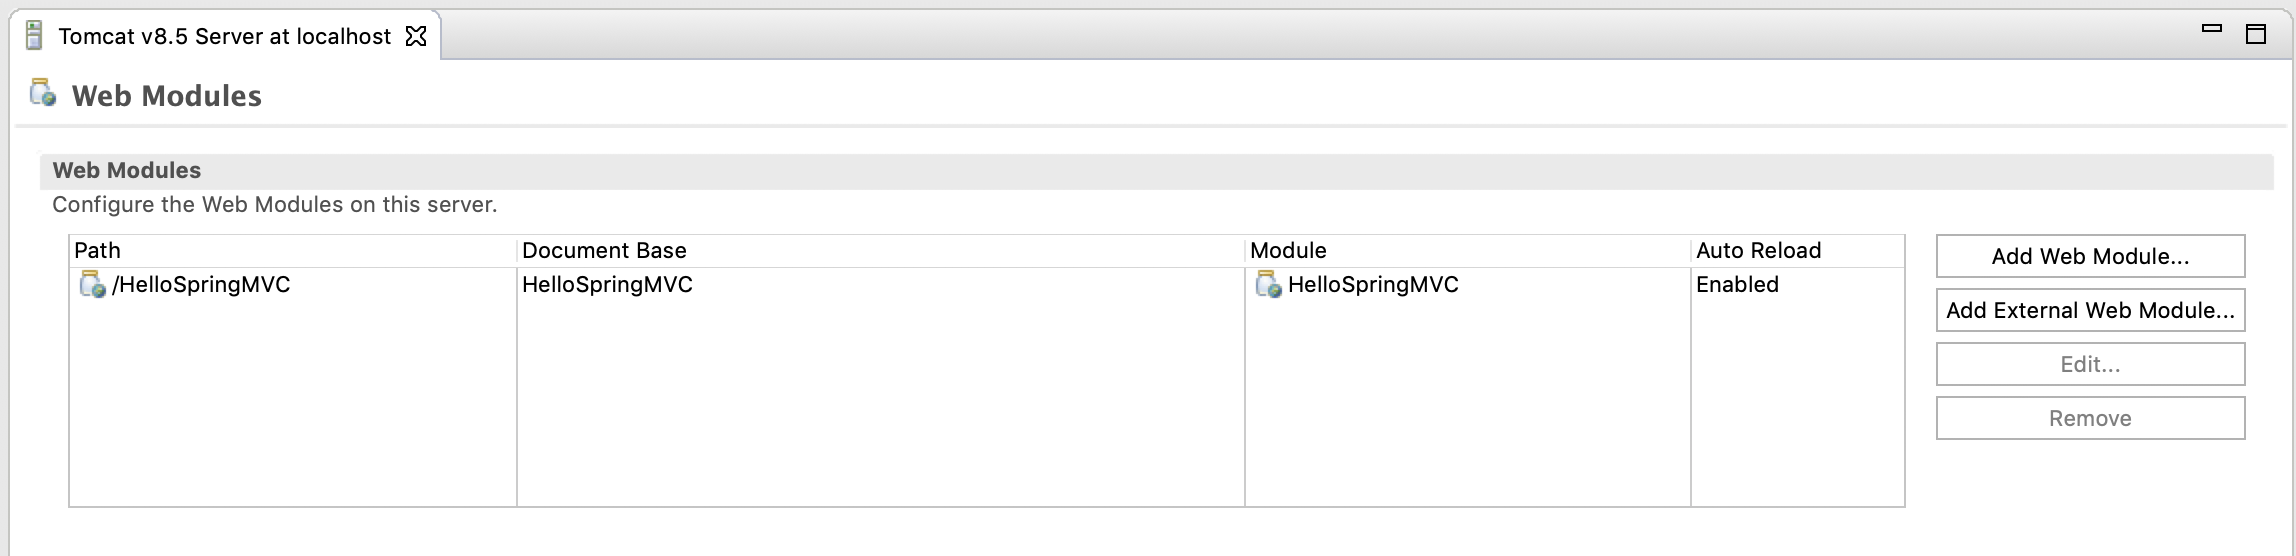 Tomcat v8.5 Server at localhost
Web Modules
Web Modules
Configure the Web Modules on this server.
Path Document Base Module Auto Reload
/HelloSpringMVC HelloSpringMVC HelloSpringMVC Enabled
Add Web Module...
Add External Web Module...
Edit...
Remove